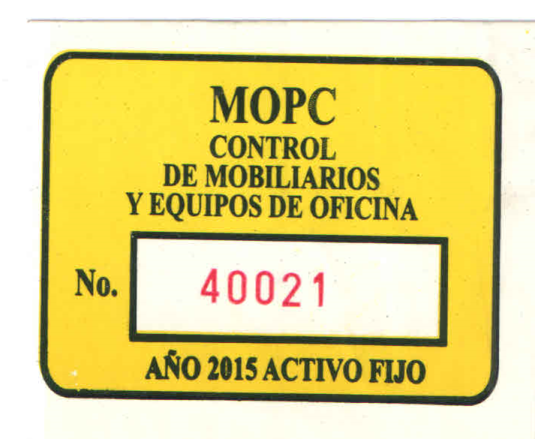 MOPC
CONTROL
DE MOBILIARIOS
Y EQUIPOS DE OFICINA
No. 40021
AÑO 2015 ACTIVO FIJO